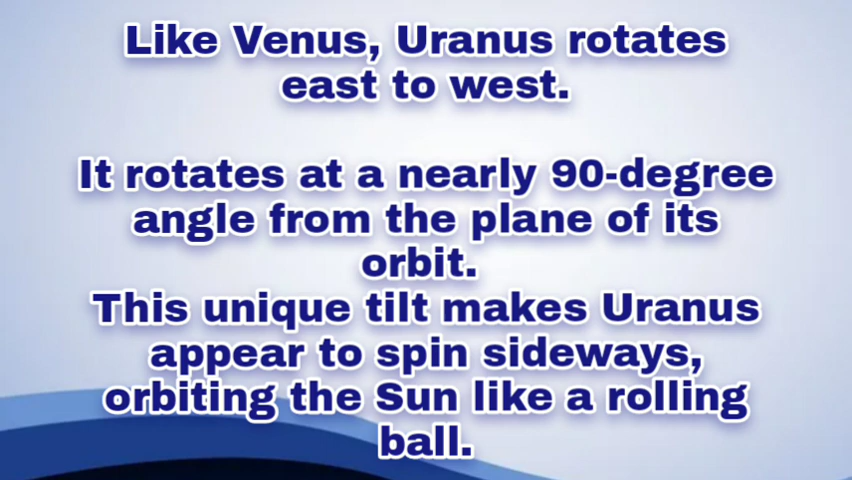 Like Venus, Uranus rotates
east to west.
It rotates at a nearly 90-degree
angle from the plane of its
orbit.
This unique tilt makes Uranus
appear to spin sideways,
orbiting the Sun like a rolling
ball.